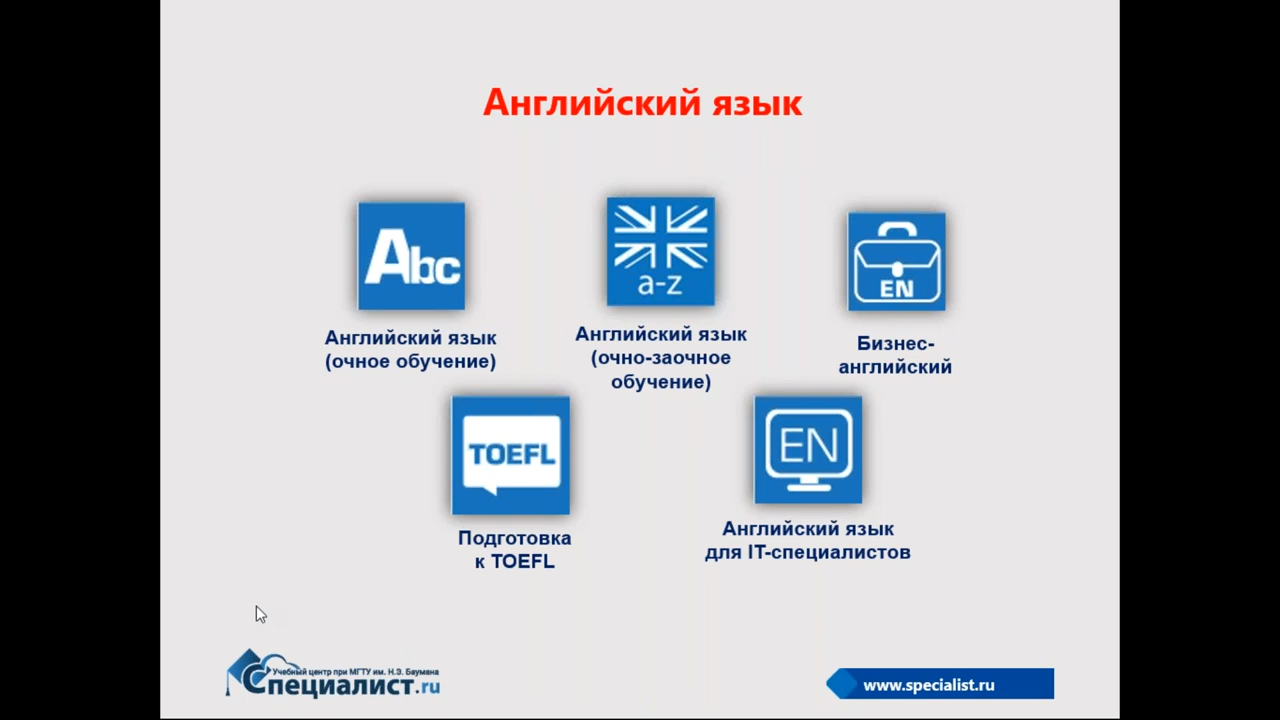 Английский язык
Abc
a-z
EN
Английский язык
(очное обучение)
Английский язык
(очно-заочное
обучение)
Бизнес-
английский
TOEFL
EN
Подготовка
к TOEFL
Английский язык
для IT-специалистов
Учебный центр при МГТУ им. Н.Э. Баумана
Специалист.ru
www.specialist.ru